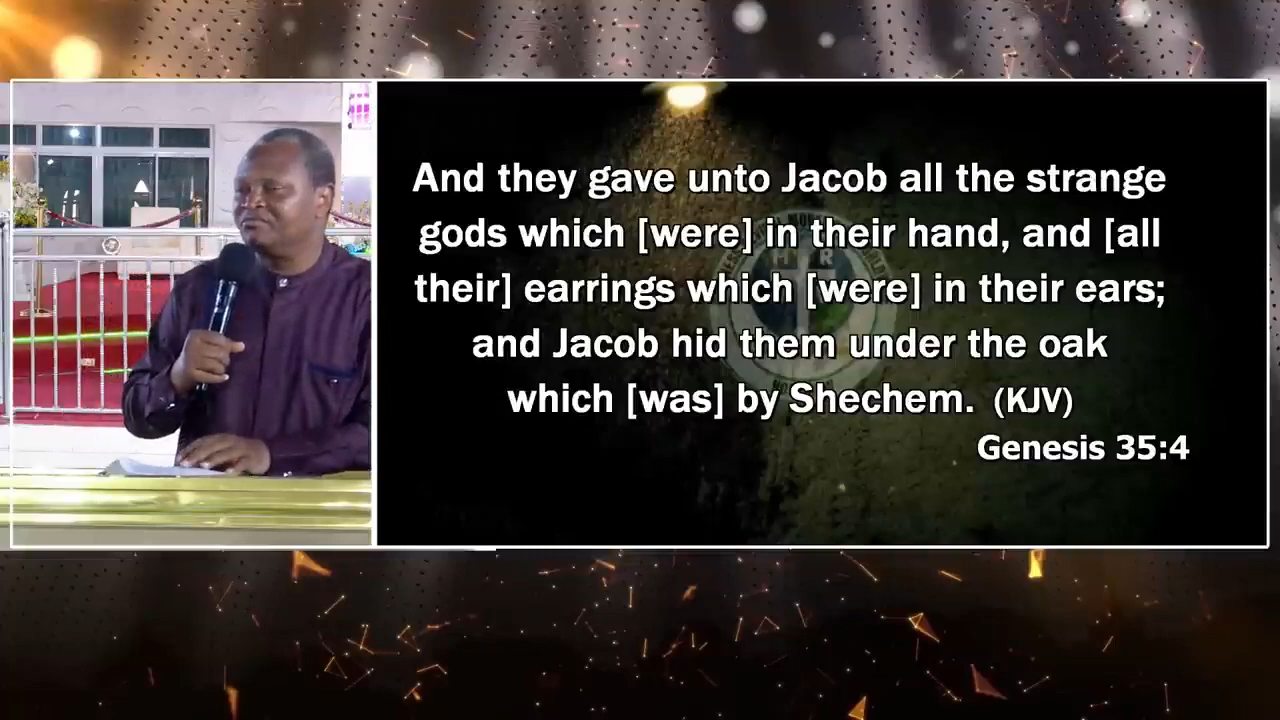 And they gave unto Jacob all the strange
gods which [were] in their hand, and [all
their] earrings which [were] in their ears;
and Jacob hid them under the oak
which [was] by Shechem. (KJV)
Genesis 35:4